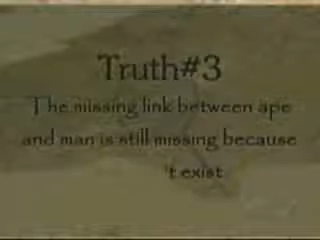 Truth#3
The missing link between ape
and man is still missing because
't exist